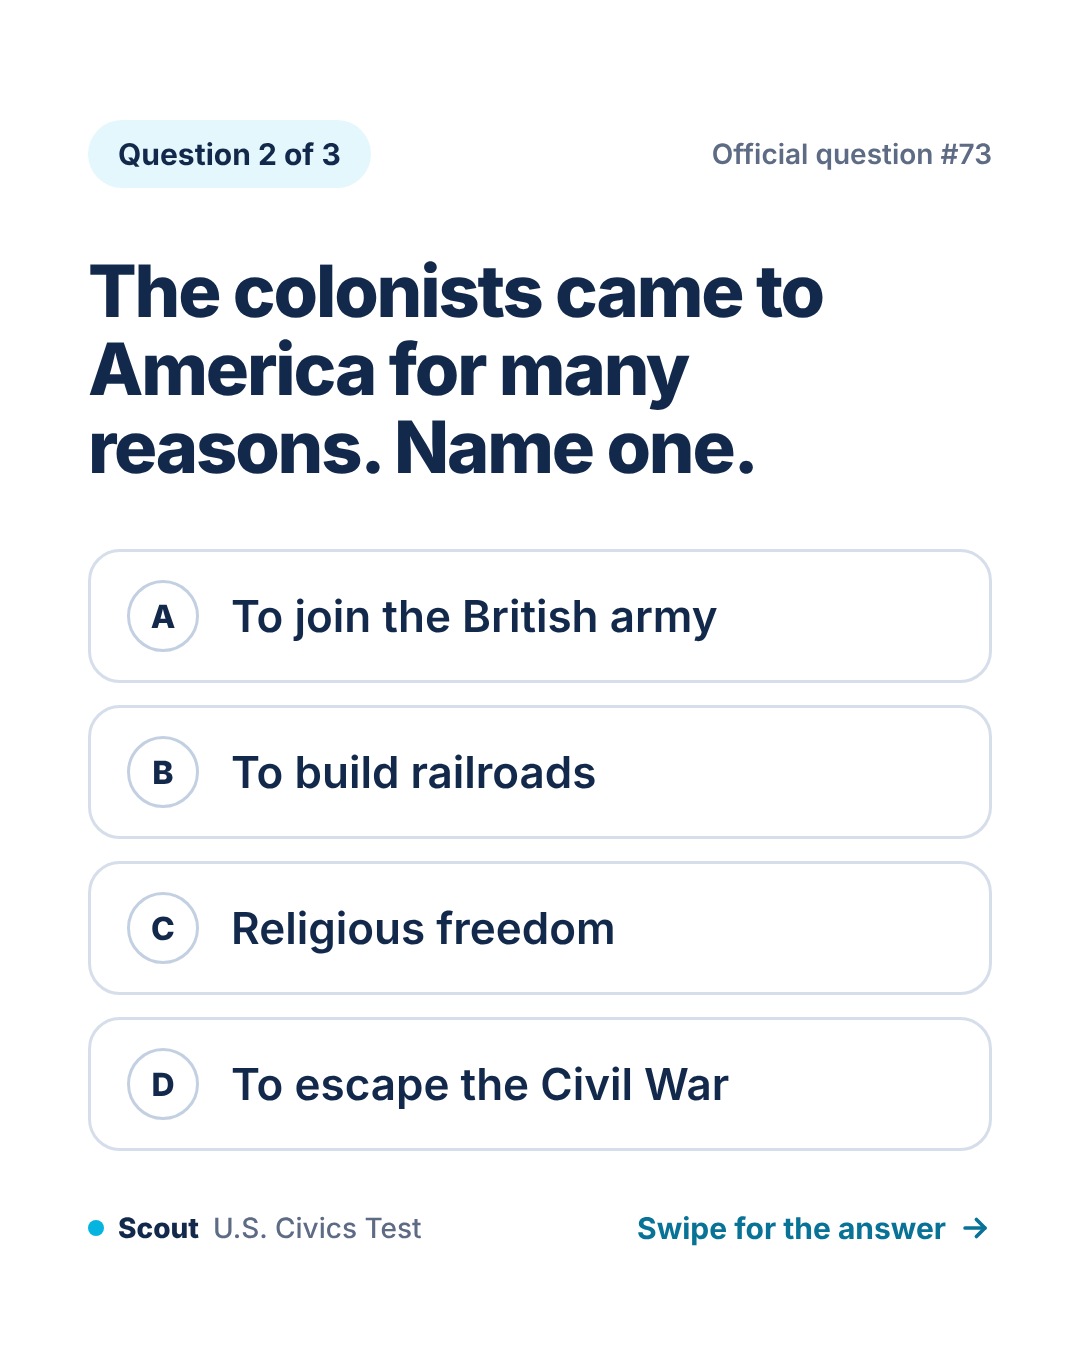 Question 2 of 3
Official question #73
The colonists came to
America for many
reasons. Name one.
A To join the British army
B To build railroads
C Religious freedom
D To escape the Civil War
Scout U.S. Civics Test
Swipe for the answer →